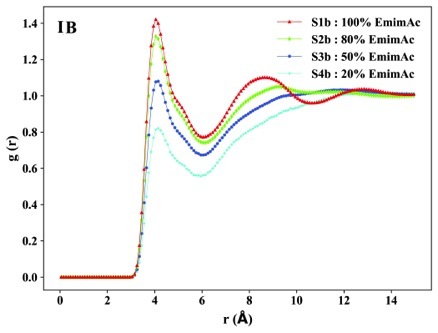 IB
S1b : 100% EmimAc
S2b : 80% EmimAc
S3b : 50% EmimAc
S4b : 20% EmimAc
g (r)
1.4
1.2
1.0
0.8
0.6
0.4
0.2
0.0
0 2 4 6 8 10 12 14
r (Å)